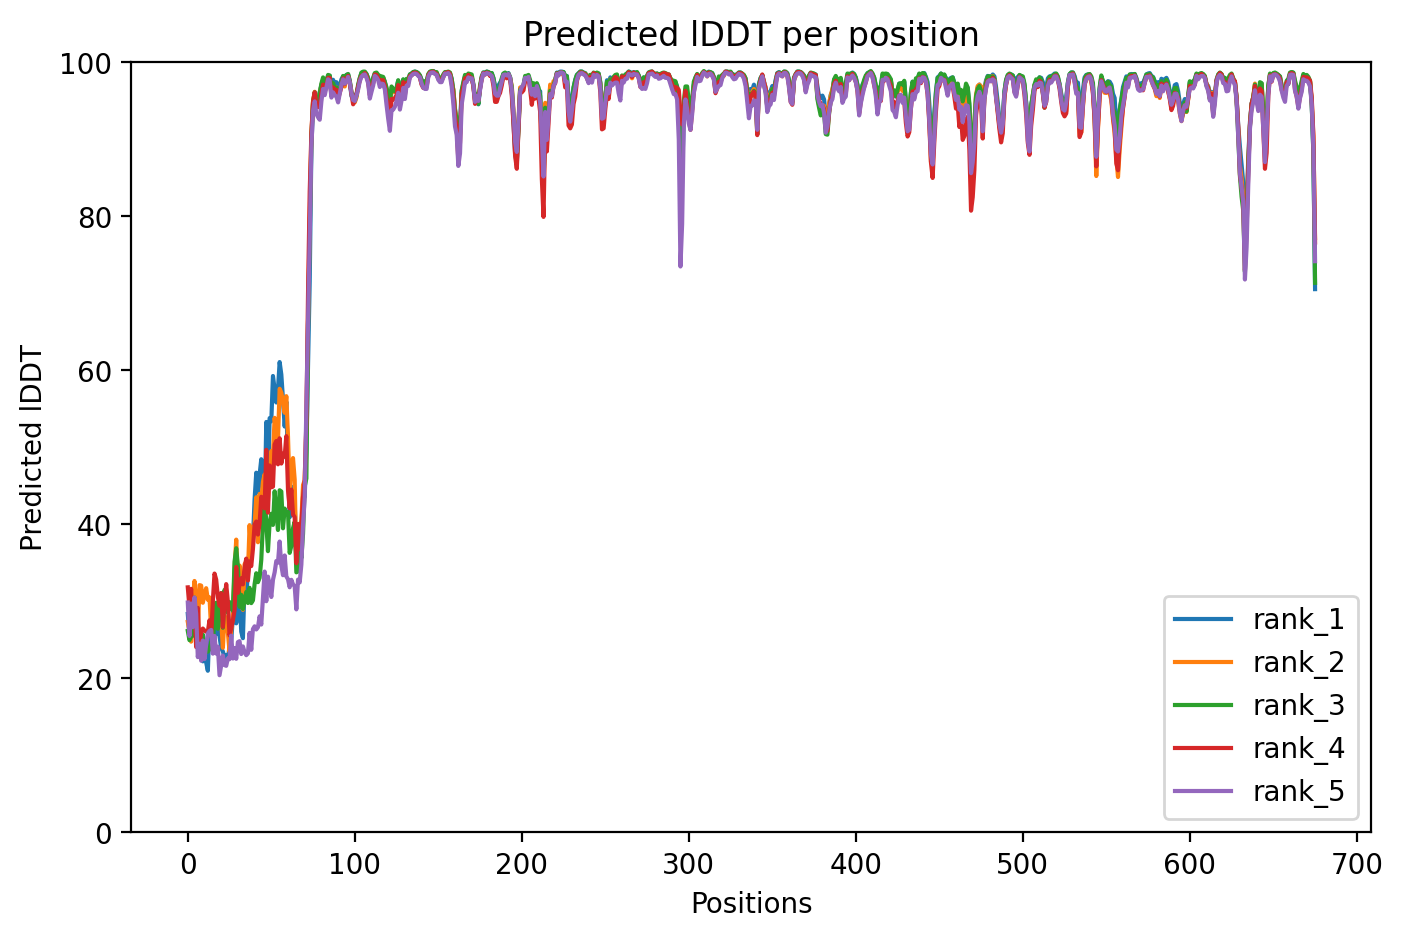 Predicted lDDT per position
100
80
60
40
20
0
Predicted lDDT
0 100 200 300 400 500 600 700
Positions
rank_1
rank_2
rank_3
rank_4
rank_5